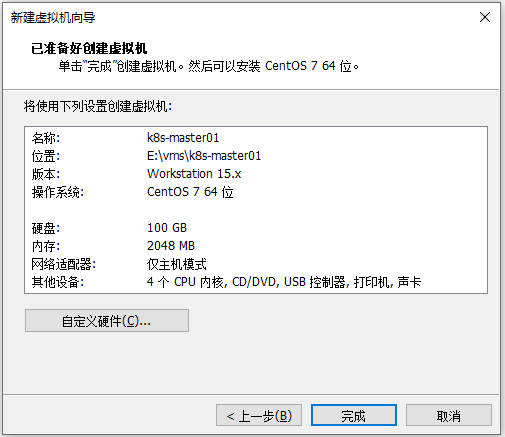 新建虚拟机向导
已准备好创建虚拟机
单击“完成”创建虚拟机。然后可以安装 CentOS 7 64 位。
将使用下列设置创建虚拟机:
名称: k8s-master01
位置: E:\vms\k8s-master01
版本: Workstation 15.x
操作系统: CentOS 7 64 位
硬盘: 100 GB
内存: 2048 MB
网络适配器: 仅主机模式
其他设备: 4 个 CPU 内核, CD/DVD, USB 控制器, 打印机, 声卡
自定义硬件(C)...
< 上一步(B) 完成 取消